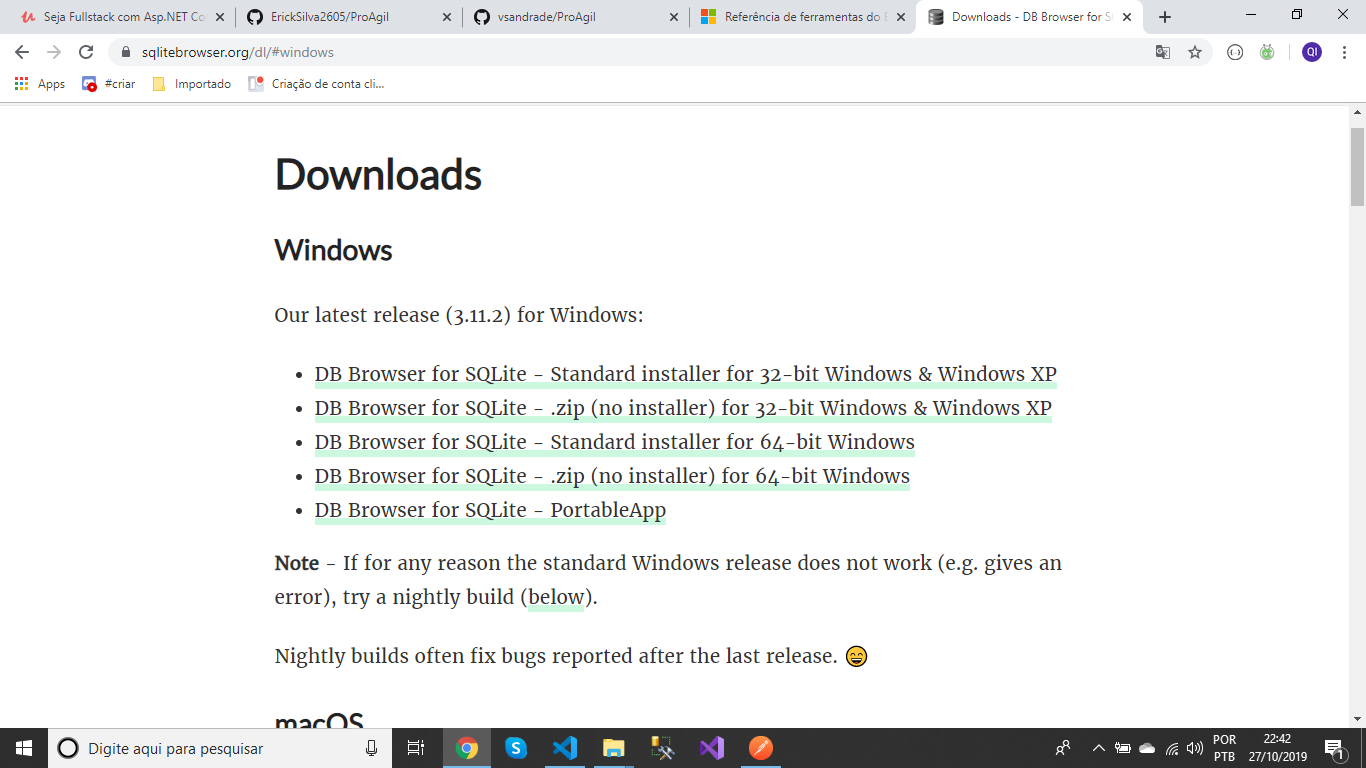 Seja Fullstack com Asp.NET Co
ErickSilva2605/ProAgil
vsandrade/ProAgil
Referência de ferramentas do E
Downloads - DB Browser for S
sqlitebrowser.org/dl/#windows
QI
Apps
#criar
Importado
Criação de conta cli...
Downloads
Windows
Our latest release (3.11.2) for Windows:
• DB Browser for SQLite - Standard installer for 32-bit Windows & Windows XP
• DB Browser for SQLite - .zip (no installer) for 32-bit Windows & Windows XP
• DB Browser for SQLite - Standard installer for 64-bit Windows
• DB Browser for SQLite - .zip (no installer) for 64-bit Windows
• DB Browser for SQLite - PortableApp
Note - If for any reason the standard Windows release does not work (e.g. gives an
error), try a nightly build (below).
Nightly builds often fix bugs reported after the last release. 😄
macOS
Digite aqui para pesquisar
POR
PTB
22:42
27/10/2019
1